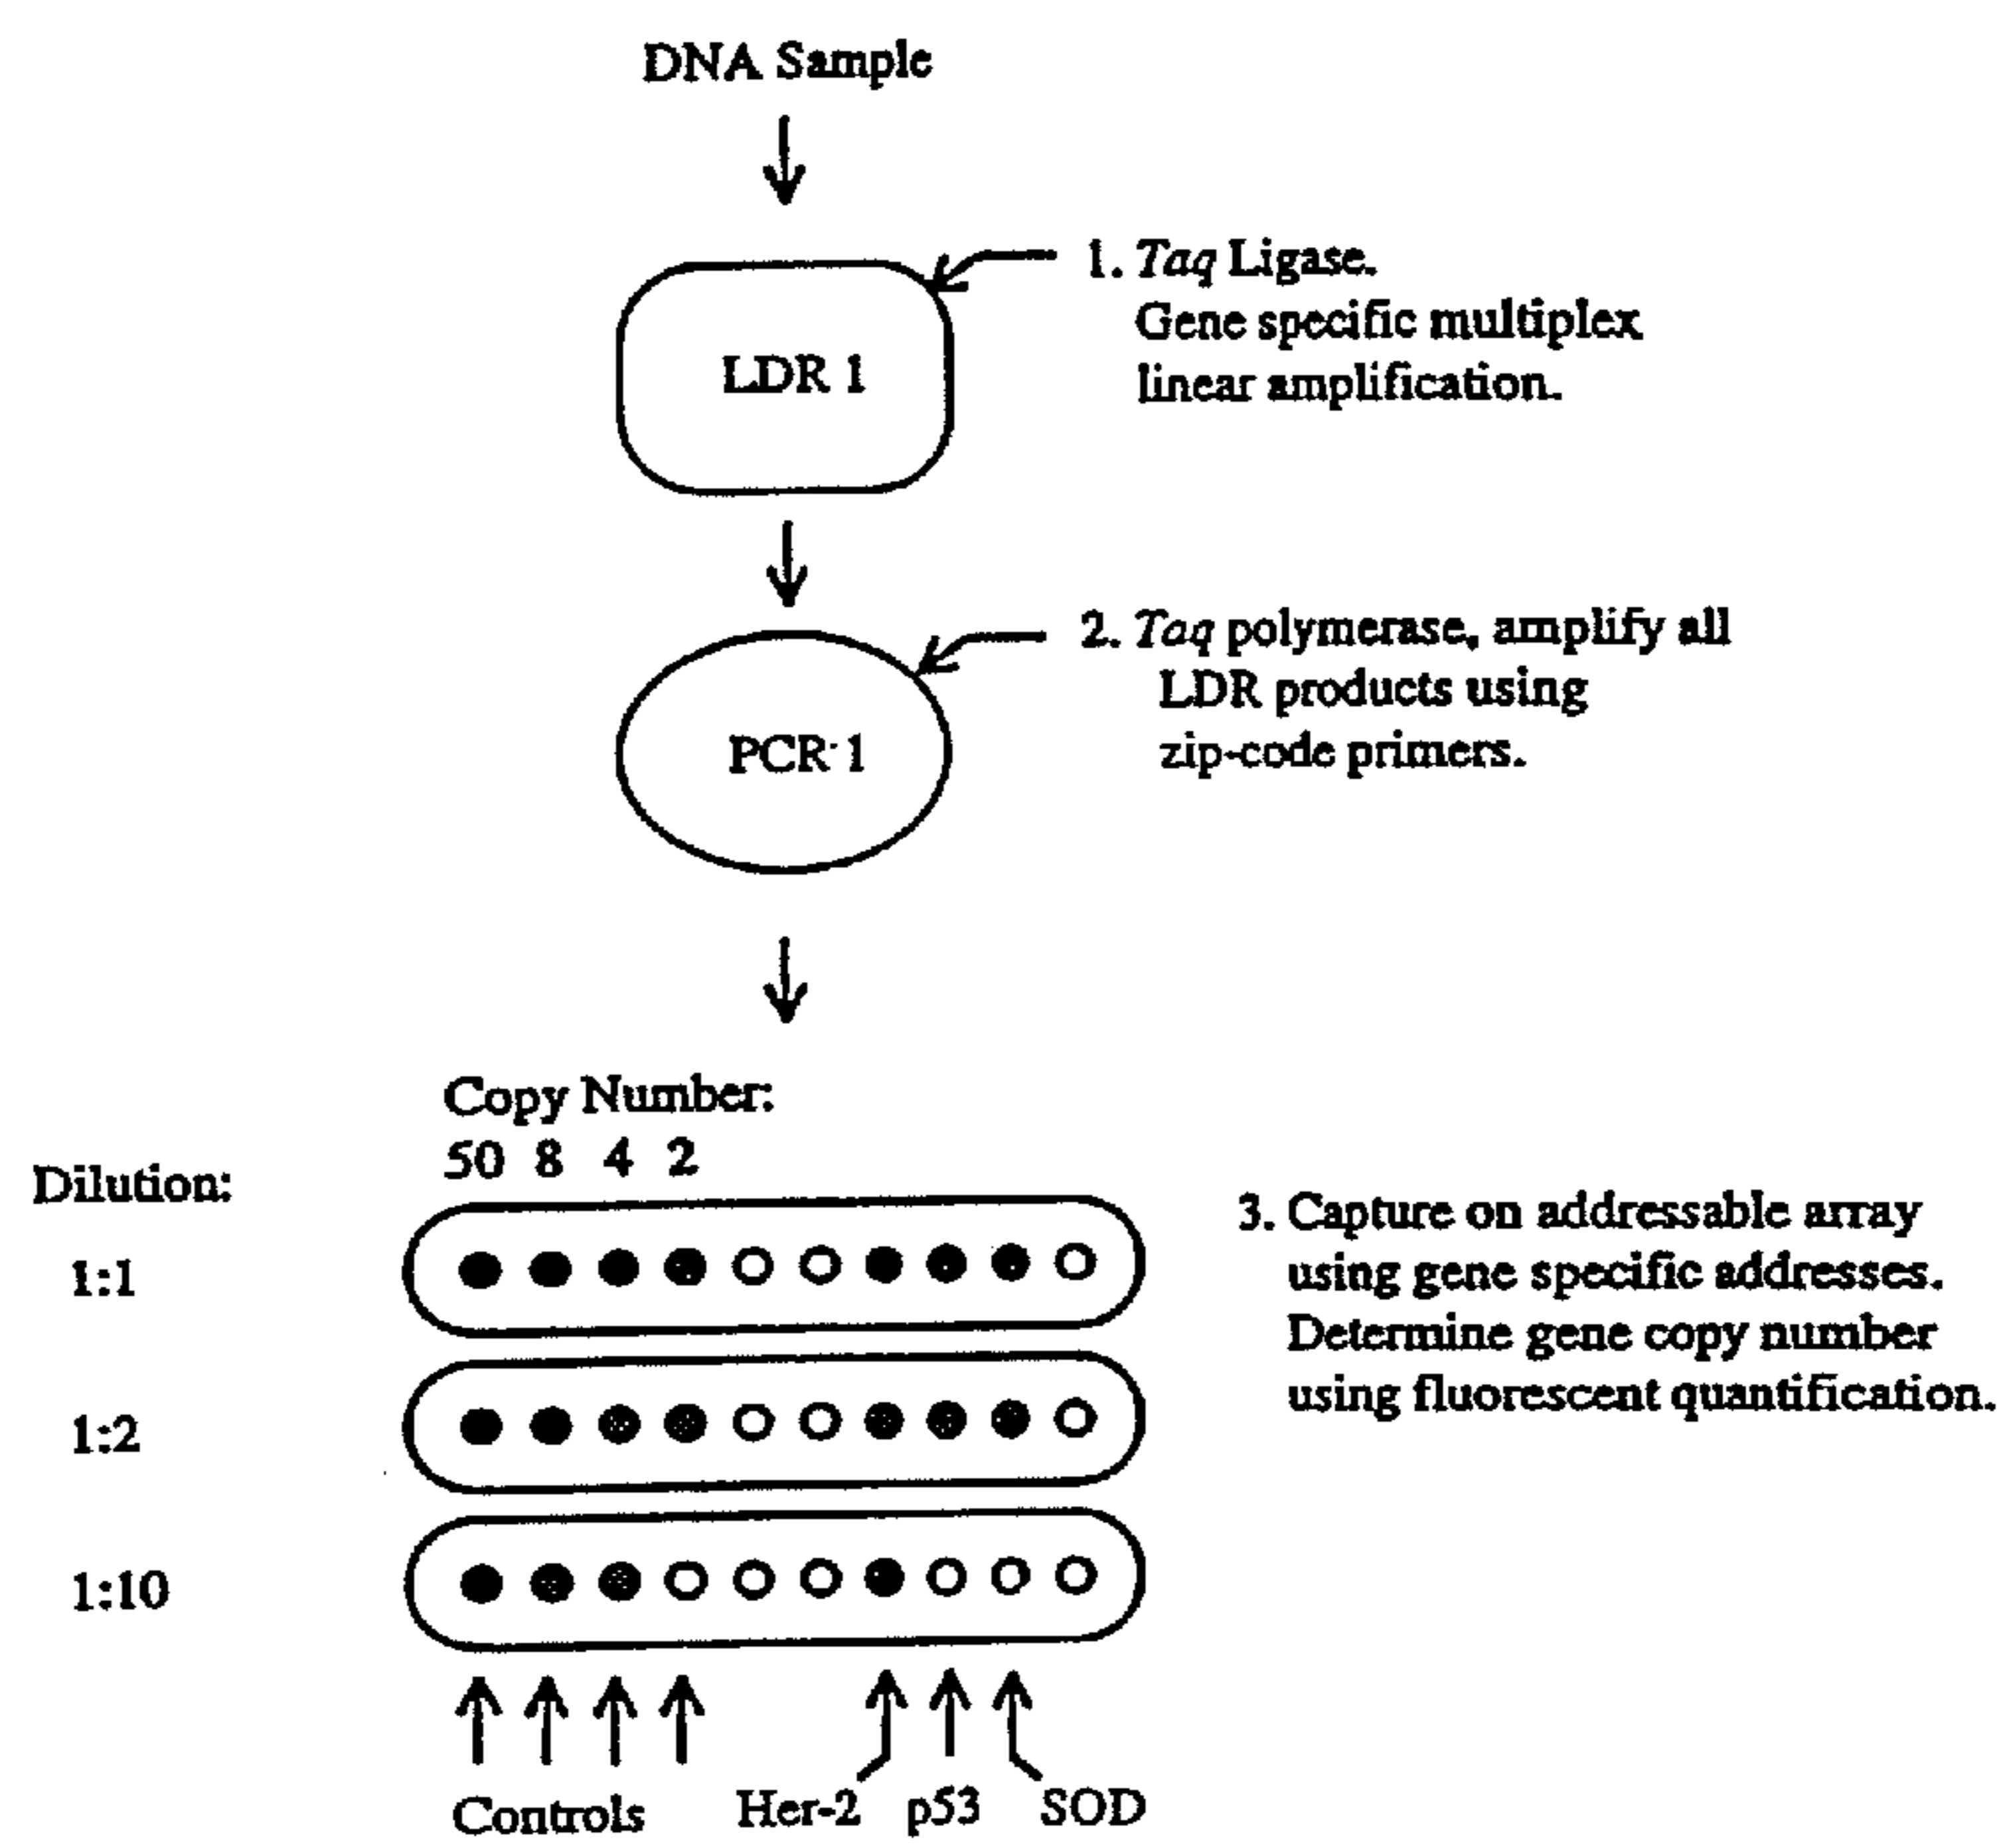 DNA Sample
LDR 1
1. Taq Ligase.
Gene specific multiplex
linear amplification.
PCR 1
2. Taq polymerase, amplify all
LDR products using
zip-code primers.
Copy Number:
50 8 4 2
Dilution:
1:1
1:2
1:10
3. Capture on addressable array
using gene specific addresses.
Determine gene copy number
using fluorescent quantification.
Controls
Her-2 p53 SOD